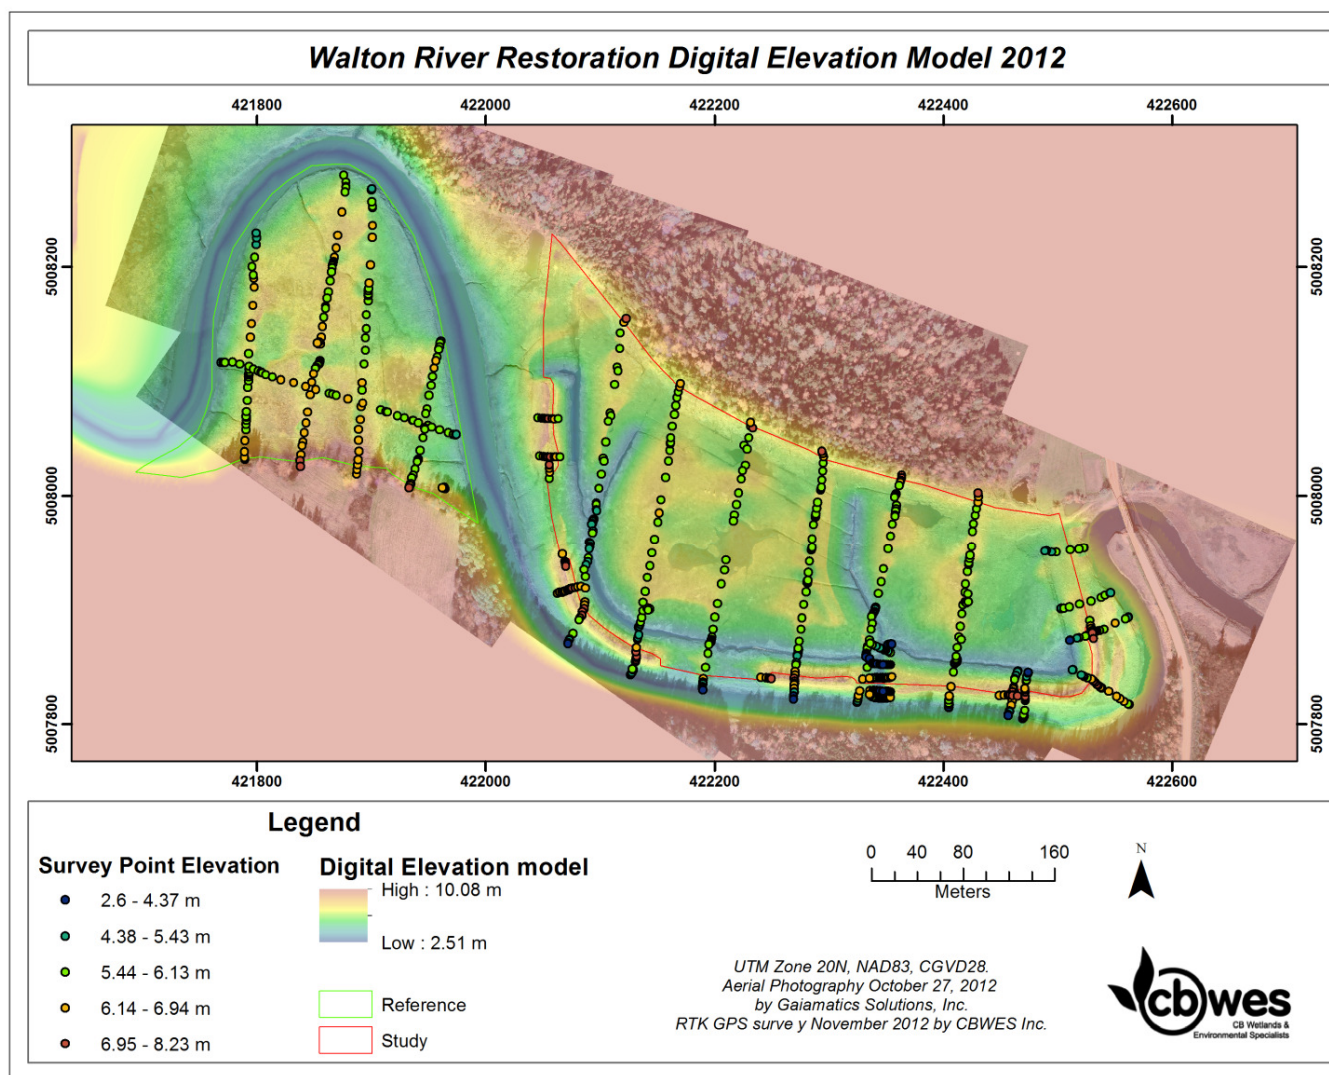 Walton River Restoration Digital Elevation Model 2012
421800 422000 422200 422400 422600
5008200 5008200
5008000 5008000
5007800 5007800
421800 422000 422200 422400 422600
Legend
Survey Point Elevation
2.6 - 4.37 m
4.38 - 5.43 m
5.44 - 6.13 m
6.14 - 6.94 m
6.95 - 8.23 m
Digital Elevation model
High : 10.08 m
Low : 2.51 m
Reference
Study
0 40 80 160
Meters
N
UTM Zone 20N, NAD83, CGVD28.
Aerial Photography October 27, 2012
by Gaiamatics Solutions, Inc.
RTK GPS surve y November 2012 by CBWES Inc.
cbwes
CB Wetlands &
Environmental Specialists